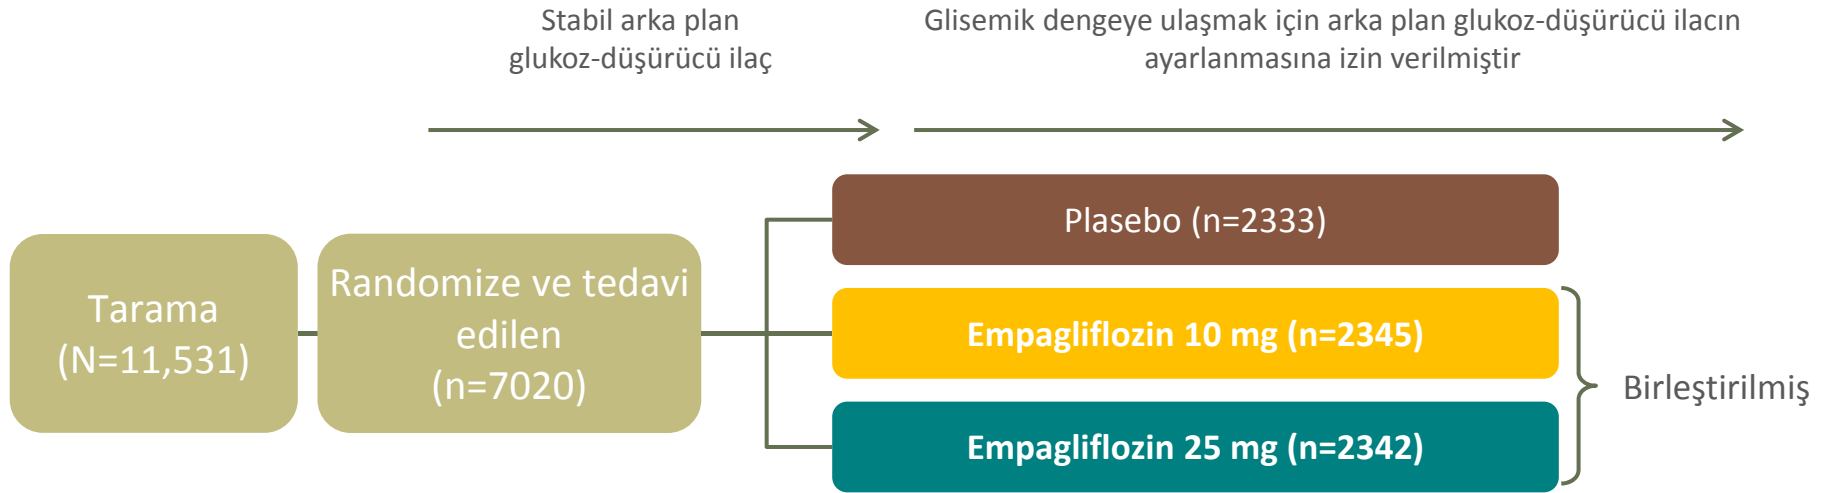 Stabil arka plan
glukoz-düşürücü ilaç
Glisemik dengeye ulaşmak için arka plan glukoz-düşürücü ilacın
ayarlanmasına izin verilmiştir
Tarama
(N=11,531)
Randomize ve tedavi
edilen
(n=7020)
Plasebo (n=2333)
Empagliflozin 10 mg (n=2345)
Empagliflozin 25 mg (n=2342)
Birleştirilmiş